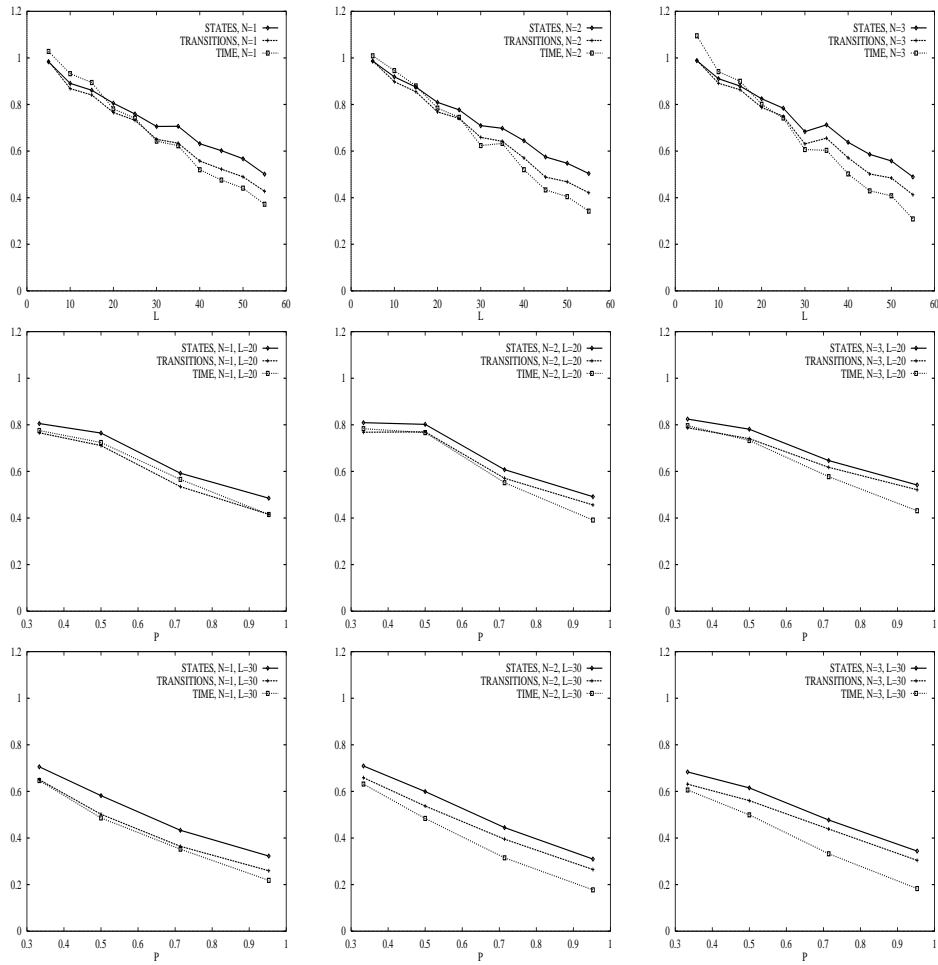 1.2
1
0.8
0.6
0.4
0.2
0
STATES, N=1
TRANSITIONS, N=1
TIME, N=1
0 10 20 30 40 50 60
L
1.2
1
0.8
0.6
0.4
0.2
0
STATES, N=2
TRANSITIONS, N=2
TIME, N=2
0 10 20 30 40 50 60
L
1.2
1
0.8
0.6
0.4
0.2
0
STATES, N=3
TRANSITIONS, N=3
TIME, N=3
0 10 20 30 40 50 60
L
1.2
1
0.8
0.6
0.4
0.2
0
STATES, N=1, L=20
TRANSITIONS, N=1, L=20
TIME, N=1, L=20
0.3 0.4 0.5 0.6 0.7 0.8 0.9 1
P
1.2
1
0.8
0.6
0.4
0.2
0
STATES, N=2, L=20
TRANSITIONS, N=2, L=20
TIME, N=2, L=20
0.3 0.4 0.5 0.6 0.7 0.8 0.9 1
P
1.2
1
0.8
0.6
0.4
0.2
0
STATES, N=3, L=20
TRANSITIONS, N=3, L=20
TIME, N=3, L=20
0.3 0.4 0.5 0.6 0.7 0.8 0.9 1
P
1.2
1
0.8
0.6
0.4
0.2
0
STATES, N=1, L=30
TRANSITIONS, N=1, L=30
TIME, N=1, L=30
0.3 0.4 0.5 0.6 0.7 0.8 0.9 1
P
1.2
1
0.8
0.6
0.4
0.2
0
STATES, N=2, L=30
TRANSITIONS, N=2, L=30
TIME, N=2, L=30
0.3 0.4 0.5 0.6 0.7 0.8 0.9 1
P
1.2
1
0.8
0.6
0.4
0.2
0
STATES, N=3, L=30
TRANSITIONS, N=3, L=30
TIME, N=3, L=30
0.3 0.4 0.5 0.6 0.7 0.8 0.9 1
P